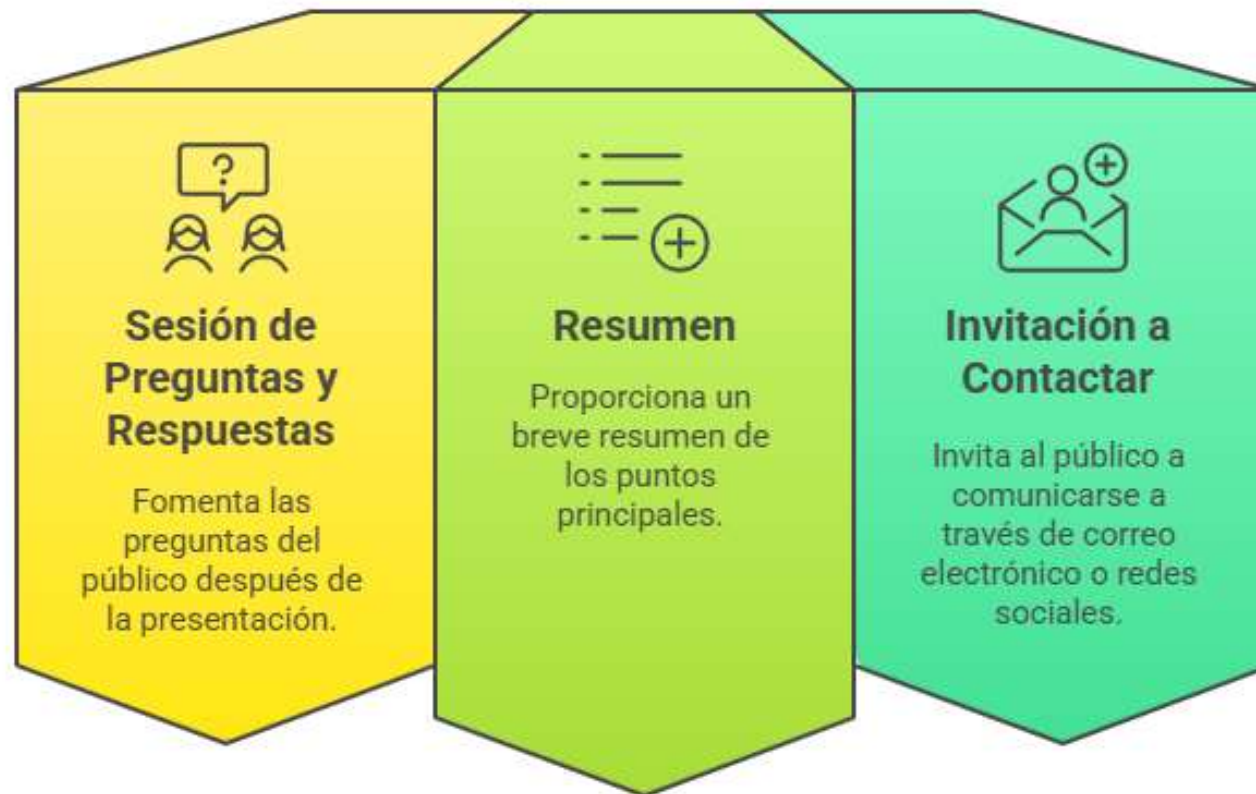 ?
Sesión de
Preguntas y
Respuestas
Fomenta las
preguntas del
público después de
la presentación.
Resumen
Proporciona un
breve resumen de
los puntos
principales.
Invitación a
Contactar
Invita al público a
comunicarse a
través de correo
electrónico o redes
sociales.